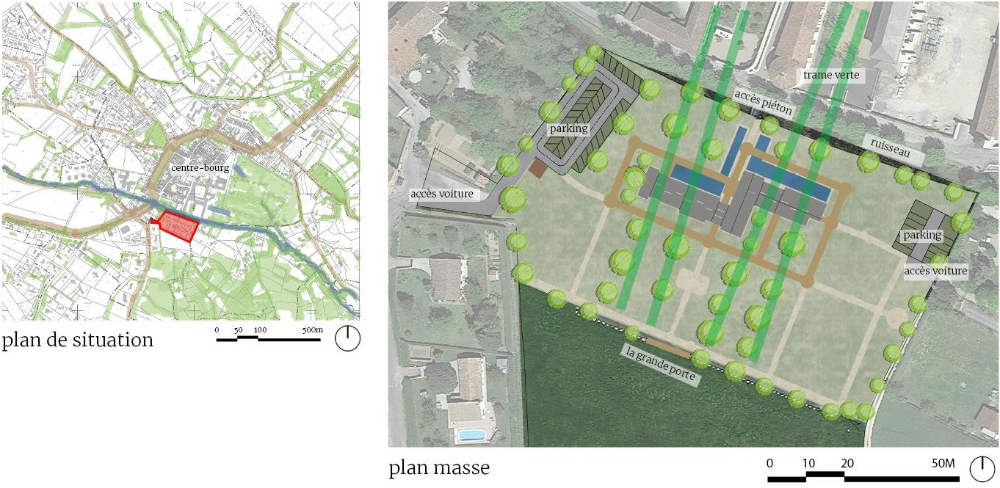 centre-bourg
0 50 100 500m
plan de situation
trame verte
accès piéton
parking
ruisseau
accès voiture
parking
accès voiture
la grande porte
0 10 20 50M
plan masse